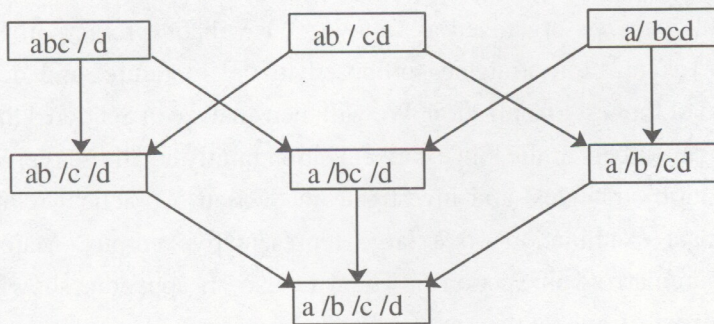 abc / d
ab / cd
a/ bcd
ab /c /d
a /bc /d
a /b /cd
a /b /c /d